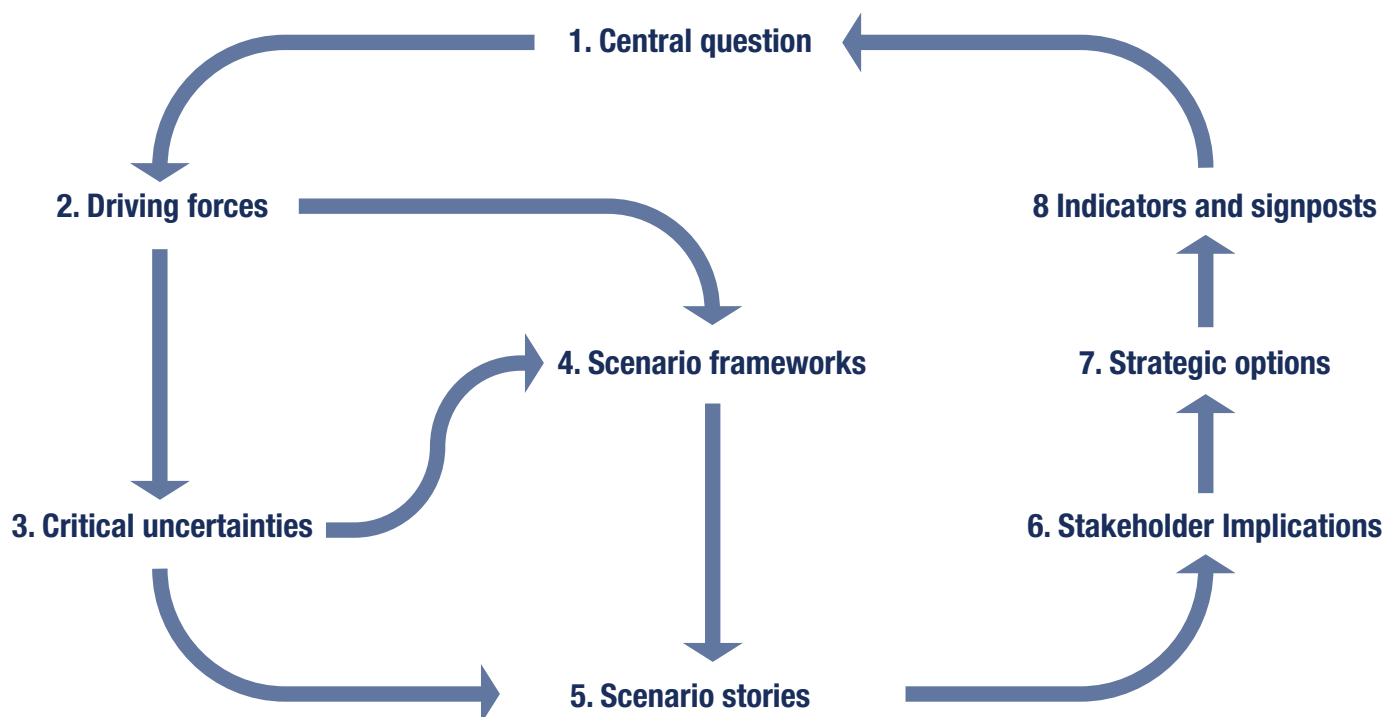 1. Central question
2. Driving forces
8 Indicators and signposts
4. Scenario frameworks
7. Strategic options
3. Critical uncertainties
6. Stakeholder Implications
5. Scenario stories